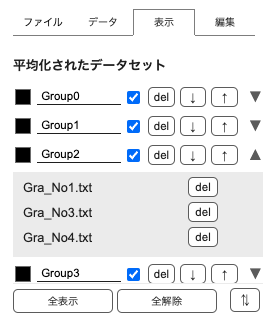 ファイル データ 表示 編集
平均化されたデータセット
Group0 del ↓ ↑ ▼
Group1 del ↓ ↑ ▼
Group2 del ↓ ↑ ▲
Gra_No1.txt del
Gra_No3.txt del
Gra_No4.txt del
Group3 del ↓ ↑ ▼
全表示 全解除 ⇅